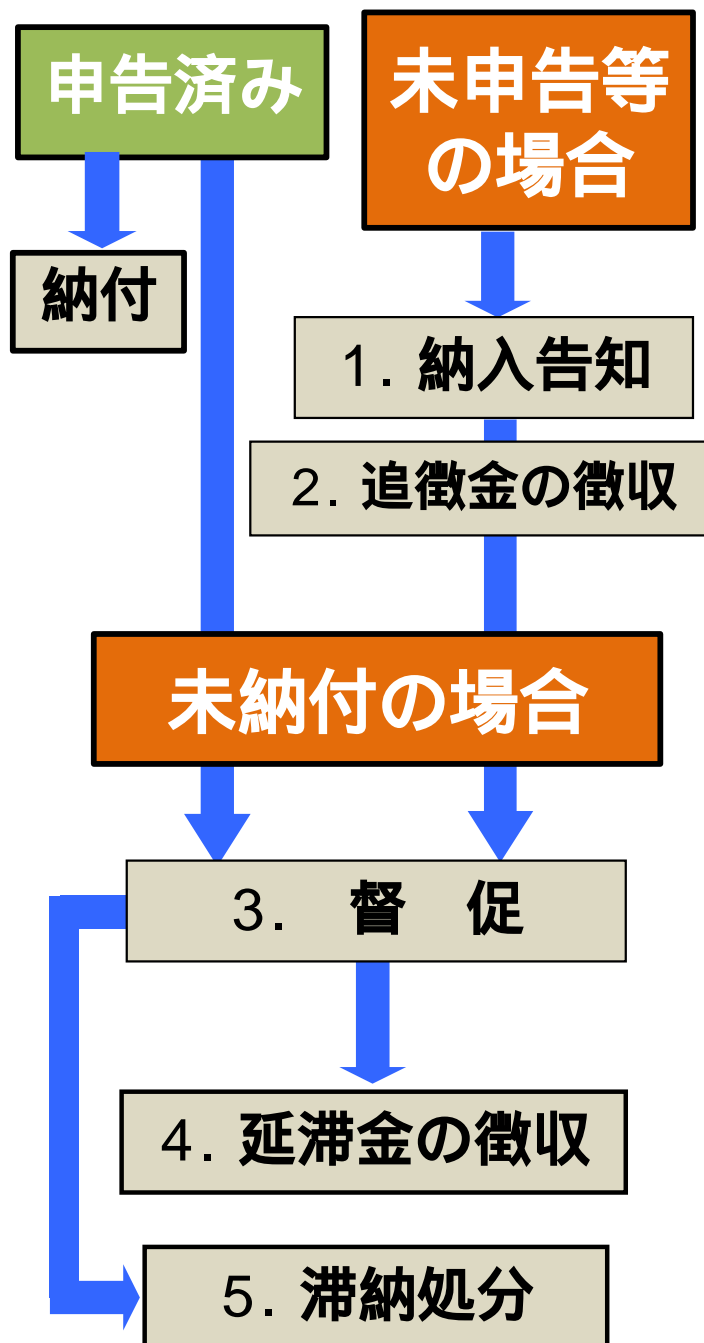 申告済み
未申告等
の場合
納付
1. 納入告知
2. 追徴金の徴収
未納付の場合
3.　督　促
4. 延滞金の徴収
5. 滞納処分